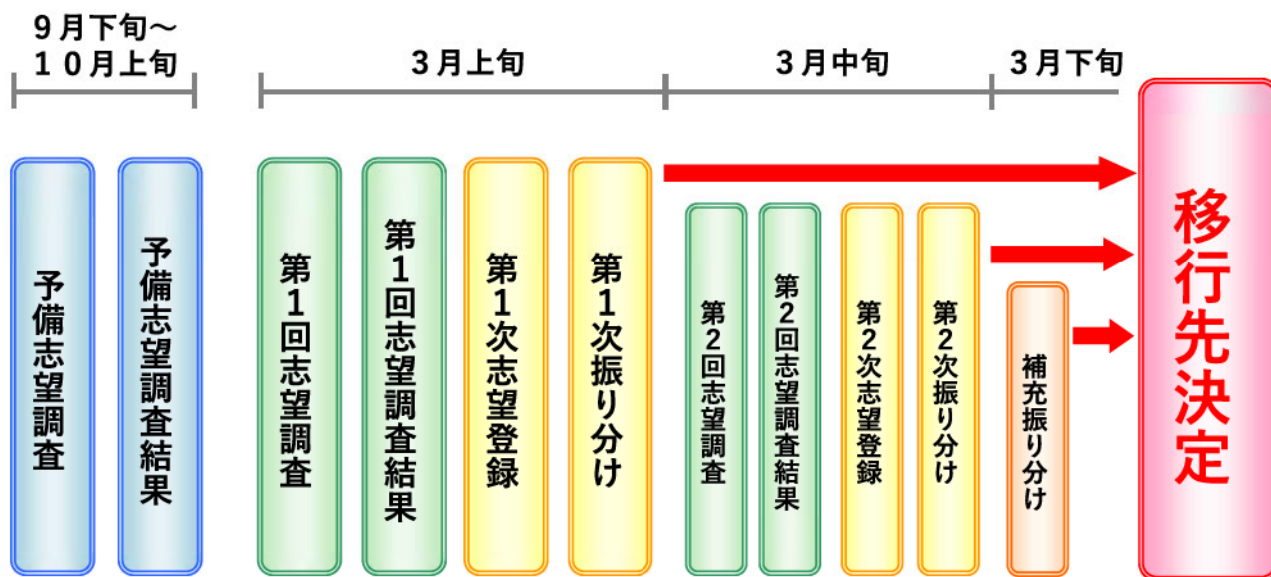 ９月下旬～
１０月上旬
３月上旬
３月中旬
３月下旬
予備志望調査
予備志望調査結果
第１回志望調査
第１回志望調査結果
第１次志望登録
第１次振り分け
第２回志望調査
第２回志望調査結果
第２次志望登録
第２次振り分け
補充振り分け
移行先決定